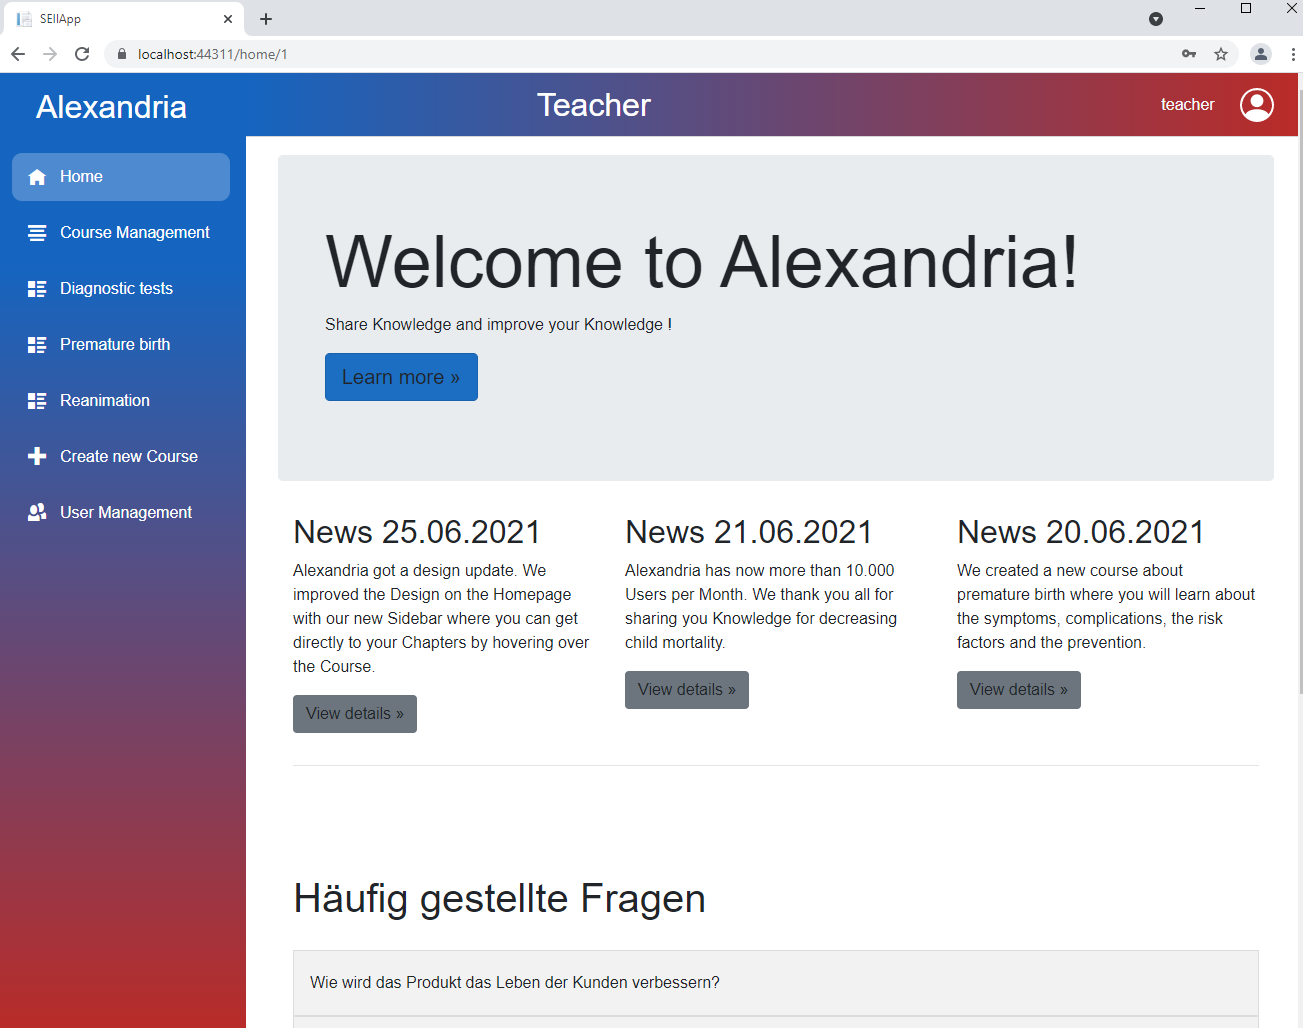 SEIIApp
localhost:44311/home/1
Alexandria
Teacher
teacher
Home
Course Management
Diagnostic tests
Premature birth
Reanimation
Create new Course
User Management
Welcome to Alexandria!
Share Knowledge and improve your Knowledge !
Learn more »
News 25.06.2021
Alexandria got a design update. We
improved the Design on the Homepage
with our new Sidebar where you can get
directly to your Chapters by hovering over
the Course.
View details »
News 21.06.2021
Alexandria has now more than 10.000
Users per Month. We thank you all for
sharing you Knowledge for decreasing
child mortality.
View details »
News 20.06.2021
We created a new course about
premature birth where you will learn about
the symptoms, complications, the risk
factors and the prevention.
View details »
Häufig gestellte Fragen
Wie wird das Produkt das Leben der Kunden verbessern?